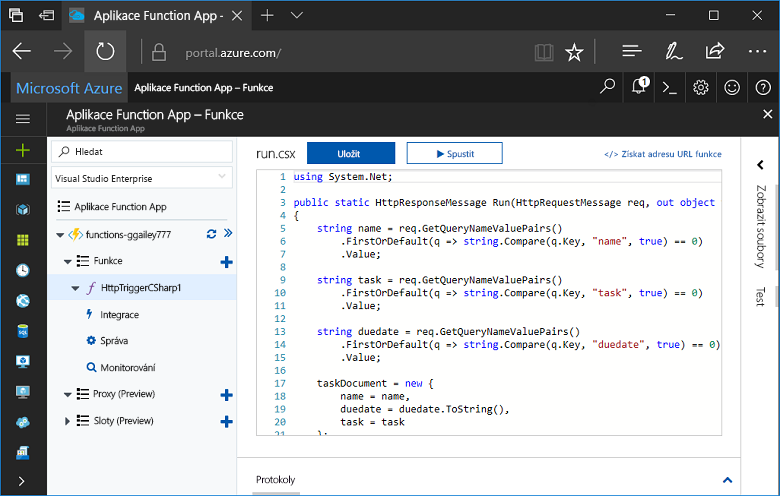 Aplikace Function App -
portal.azure.com/
Microsoft Azure Aplikace Function App – Funkce
1
Aplikace Function App – Funkce
Aplikace Function App
Hledat
Visual Studio Enterprise
Aplikace Function App
functions-ggailey777
Funkce
HttpTriggerCSharp1
Integrace
Správa
Monitorování
Proxy (Preview)
Sloty (Preview)
run.csx
Uložit
Spustit
</> Získat adresu URL funkce
1 using System.Net;
2
3 public static HttpResponseMessage Run(HttpRequestMessage req, out object
4 {
5 string name = req.GetQueryNameValuePairs()
6 .FirstOrDefault(q => string.Compare(q.Key, "name", true) == 0)
7 .Value;
8
9 string task = req.GetQueryNameValuePairs()
10 .FirstOrDefault(q => string.Compare(q.Key, "task", true) == 0)
11 .Value;
12
13 string duedate = req.GetQueryNameValuePairs()
14 .FirstOrDefault(q => string.Compare(q.Key, "duedate", true) == 0)
15 .Value;
16
17 taskDocument = new {
18 name = name,
19 duedate = duedate.ToString(),
20 task = task
21 };
Zobrazit soubory
Test
Protokoly